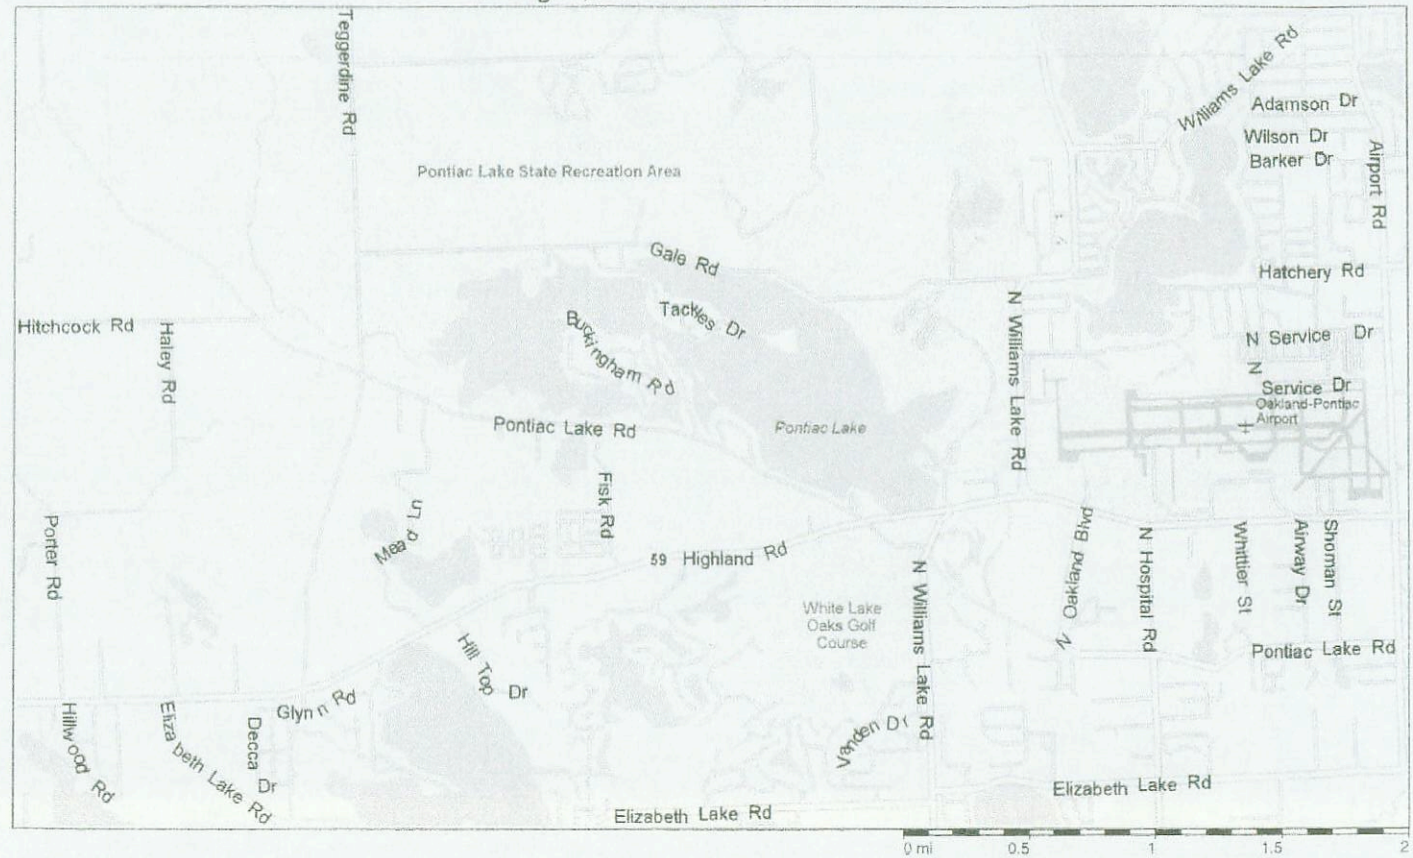 Teggerdine Rd
Williams Lake Rd
Adamson Dr
Wilson Dr
Barker Dr
Airport Rd
Pontiac Lake State Recreation Area
Gale Rd
Hatchery Rd
Tackles Dr
Buckingham Rd
Hitchcock Rd
Haley Rd
N Williams Lake Rd
N Service Dr
N
Service Dr
Oakland-Pontiac
Airport
Pontiac Lake Rd
Pontiac Lake
Fisk Rd
Mead Ln
Porter Rd
59 Highland Rd
N Oakland Blvd
N Hospital Rd
Whittier St
Airway Dr
Shoman St
White Lake
Oaks Golf
Course
N Williams Lake Rd
Hill Top Dr
Pontiac Lake Rd
Glynn Rd
Hillwood Rd
Elizabeth Lake Rd
Decca Dr
Vanden Dr
Elizabeth Lake Rd
Elizabeth Lake Rd
0 mi 0.5 1 1.5 2